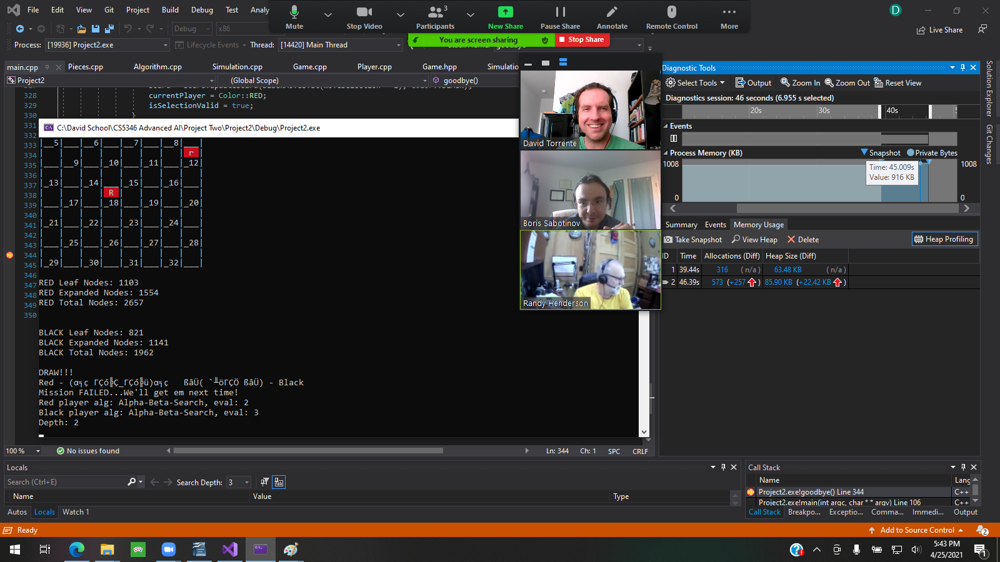 File Edit View Git Project Build Debug Test Analy
Mute Stop Video Participants 3 New Share Pause Share Annotate Remote Control More
You are screen sharing Stop Share
D
Live Share
Debug x86
Process: [19936] Project2.exe Lifecycle Events Thread: [14420] Main Thread
main.cpp Pieces.cpp Algorithm.cpp Simulation.cpp Game.cpp Player.cpp Game.hpp Simulatio
Project2 (Global Scope) goodbye()
328 currentPlayer = Color::RED;
329 isSelectionValid = true;
330 }
331
332
333
334
335
336
337
338
339
340
341
342
343
344
345
346
347
348
349
350
C:\David School\CS5346 Advanced AI\Project Two\Project2\Debug\Project2.exe
|__5|___|__6|___|__7|___|__8|___|
r
|___|__9|___|_10|___|_11|___|_12|
|_13|___|_14|___|_15|___|_16|___|
R
|___|_17|___|_18|___|_19|___|_20|
|_21|___|_22|___|_23|___|_24|___|
|___|_25|___|_26|___|_27|___|_28|
|_29|___|_30|___|_31|___|_32|___|
RED Leaf Nodes: 1103
RED Expanded Nodes: 1554
RED Total Nodes: 2657
BLACK Leaf Nodes: 821
BLACK Expanded Nodes: 1141
BLACK Total Nodes: 1962
DRAW!!!
Red - (α╕ç ΓÇó╠Ç_ΓÇó╠ü)α╕ç ßâÜ( `╨öΓÇÖ ßâÜ) - Black
Mission FAILED...We'll get em next time!
Red player alg: Alpha-Beta-Search, eval: 2
Black player alg: Alpha-Beta-Search, eval: 3
Depth: 2
David Torrente
Boris Sabotinov
Randy Henderson
Diagnostic Tools
Select Tools Output Zoom In Zoom Out Reset View
Diagnostics session: 46 seconds (6.955 s selected)
20s 30s 40s
Events
Process Memory (KB) Snapshot Private Bytes
1008 1008
Time: 45.009s
Value: 916 KB
0 0
Summary Events Memory Usage
Take Snapshot View Heap Delete Heap Profiling
ID Time Allocations (Diff) Heap Size (Diff)
1 39.44s 316 (n/a) 63.48 KB (n/a)
2 46.39s 573 (+257) 85.90 KB (+22.42 KB)
Solution Explorer
Git Changes
100 % No issues found Ln: 344 Ch: 1 SPC CRLF
Locals
Search (Ctrl+E) Search Depth: 3
Name Value Type
Autos Locals Watch 1
Call Stack
Name Lang
Project2.exe!goodbye() Line 344 C++
Project2.exe!main(int argc, char * * argv) Line 106 C++
Call Stack Breakpo... Exceptio... Comma... Immedi... Output
Ready Add to Source Control 2
5:43 PM
4/25/2021
1